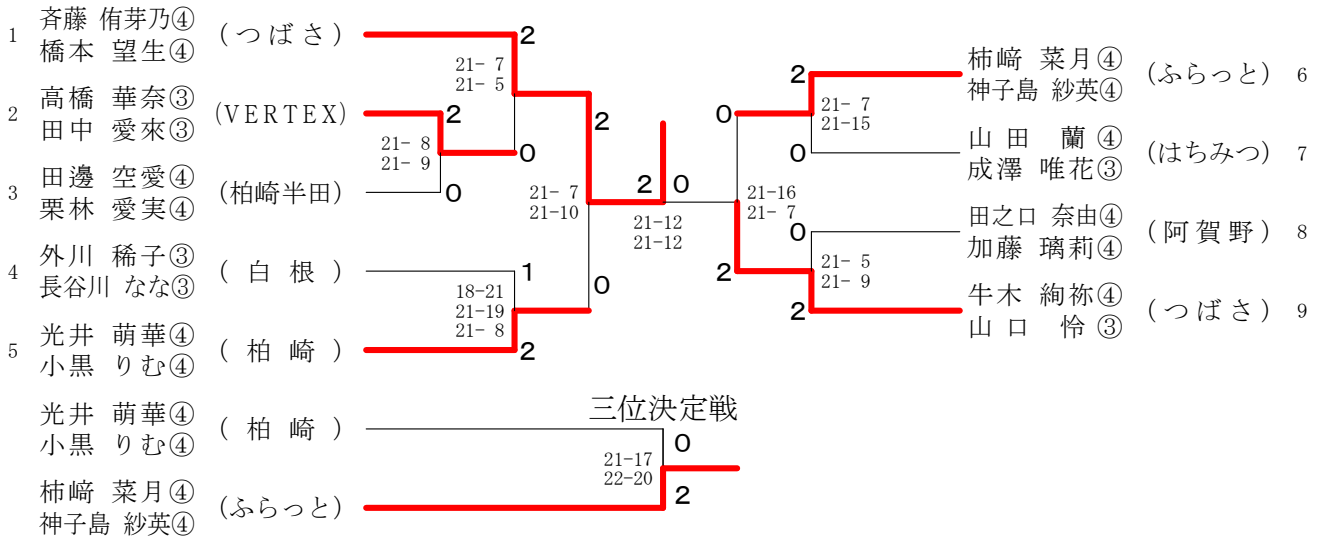 1 斉藤 侑芽乃④ (つばさ) 2
橋本 望生④
21- 7
21- 5
2 高橋 華奈③ (VERTEX) 2
田中 愛來③
0
21- 8
21- 9
3 田邊 空愛④ (柏崎半田) 0
栗林 愛実④
2
21- 7
21-10
4 外川 稀子③ (白根) 1
長谷川 なな③
0
18-21
21-19
21- 8
5 光井 萌華④ (柏崎) 2
小黒 りむ④
2 0
21-12
21-12
2 柿﨑 菜月④ (ふらっと) 6
神子島 紗英④
0
21- 7
21-15
0 山田 蘭④ (はちみつ) 7
成澤 唯花③
21-16
21- 7
0 田之口 奈由④ (阿賀野) 8
加藤 璃莉④
2
21- 5
21- 9
2 牛木 絢祢④ (つばさ) 9
山口 怜③
三位決定戦
光井 萌華④ (柏崎) 0
小黒 りむ④
21-17
22-20
柿﨑 菜月④ (ふらっと) 2
神子島 紗英④